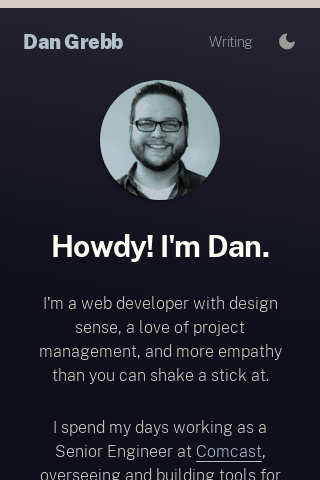 Dan Grebb
Writing
Howdy! I'm Dan.
I’m a web developer with design
sense, a love of project
management, and more empathy
than you can shake a stick at.
I spend my days working as a
Senior Engineer at Comcast,
overseeing and building tools for